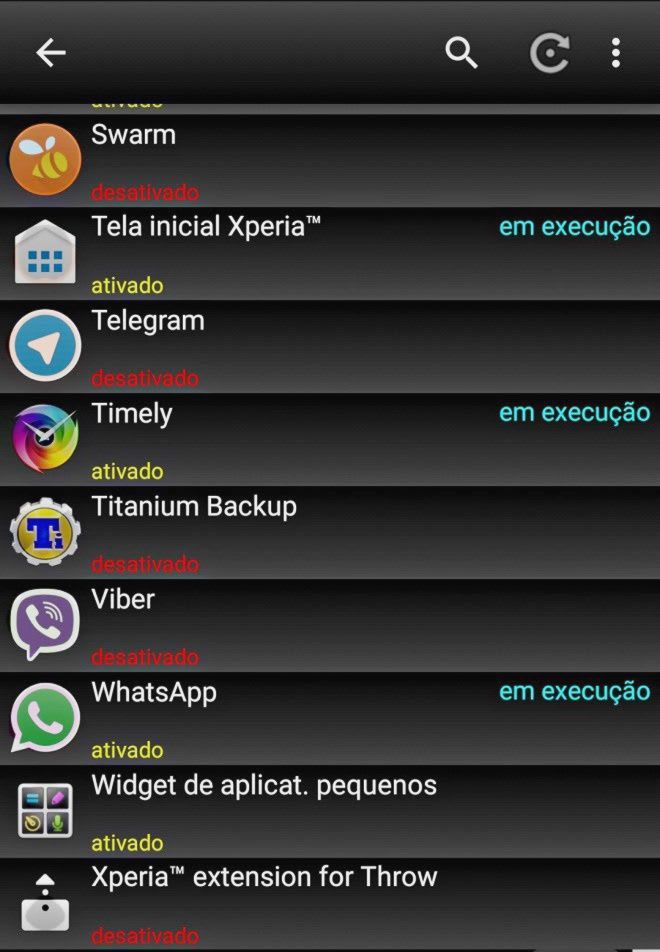 ativado
Swarm
desativado
Tela inicial Xperia™
em execução
ativado
Telegram
desativado
Timely
em execução
ativado
Titanium Backup
Ti
desativado
Viber
desativado
WhatsApp
em execução
ativado
Widget de aplicat. pequenos
ativado
Xperia™ extension for Throw
desativado